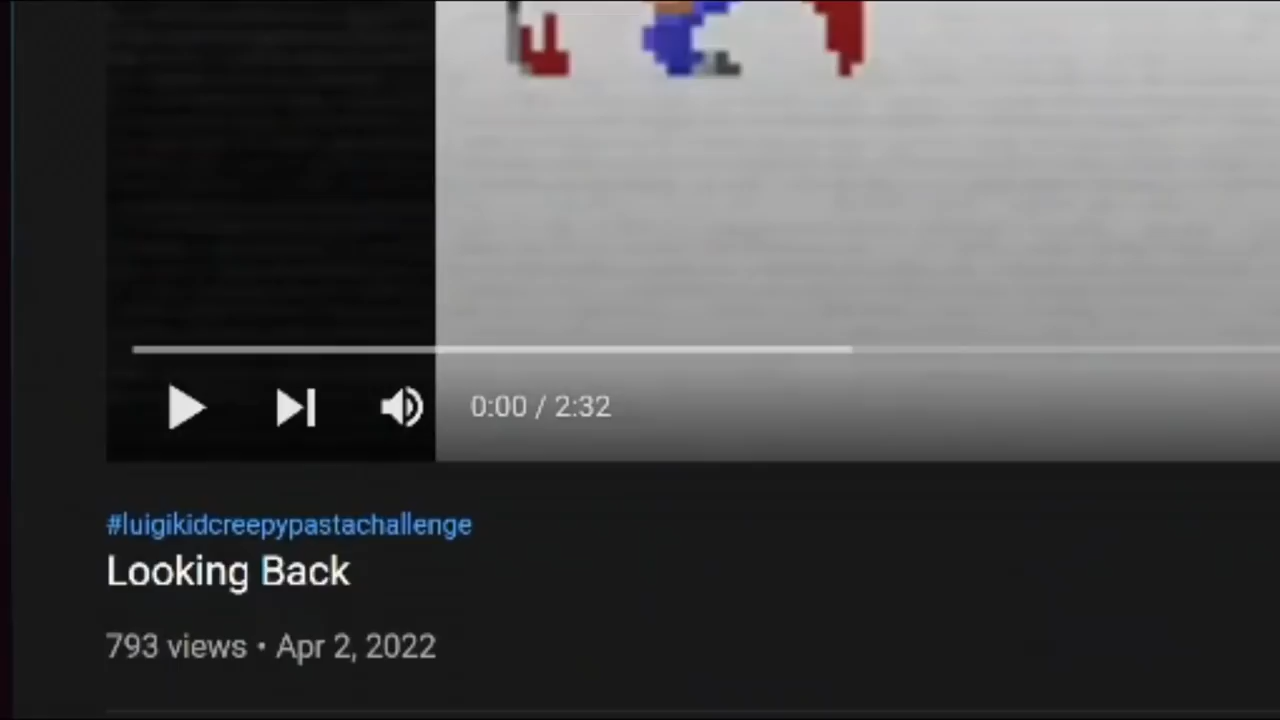 0:00 / 2:32
#luigikidcreepypastachallenge
Looking Back
793 views • Apr 2, 2022